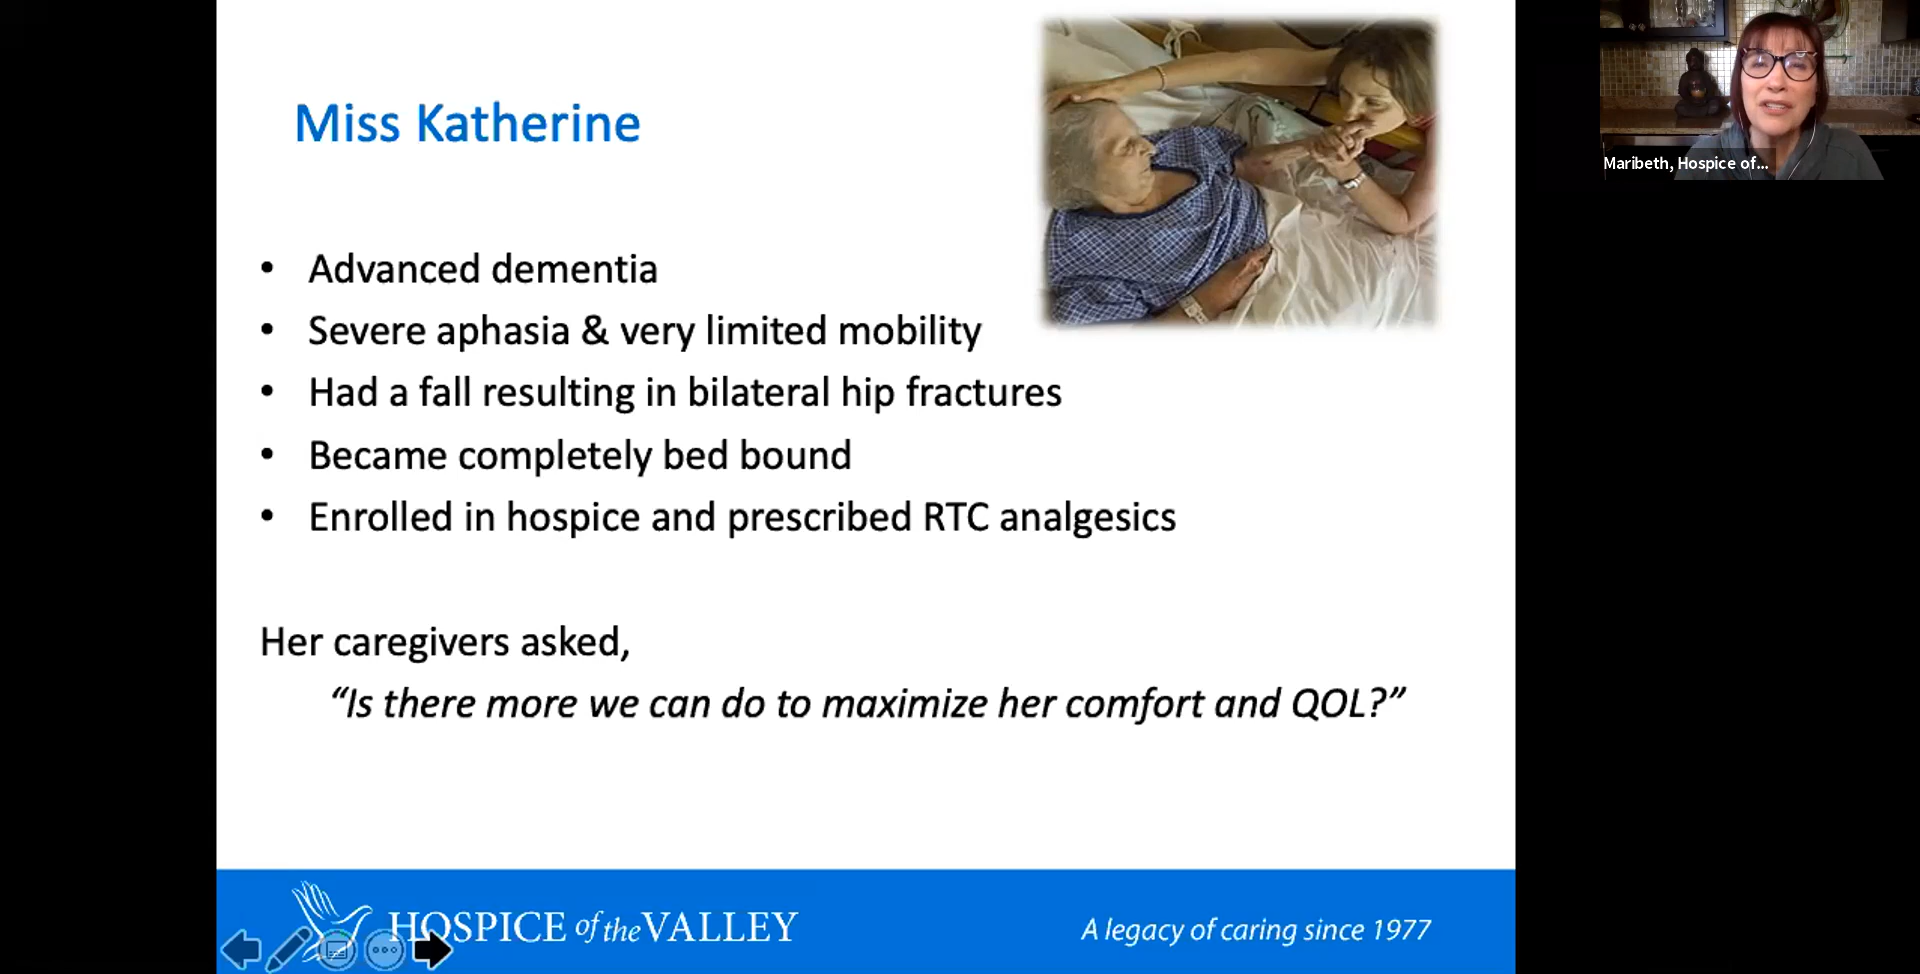 Miss Katherine
Maribeth, Hospice of...
• Advanced dementia
• Severe aphasia & very limited mobility
• Had a fall resulting in bilateral hip fractures
• Became completely bed bound
• Enrolled in hospice and prescribed RTC analgesics
Her caregivers asked,
“Is there more we can do to maximize her comfort and QOL?”
HOSPICE of the VALLEY
A legacy of caring since 1977